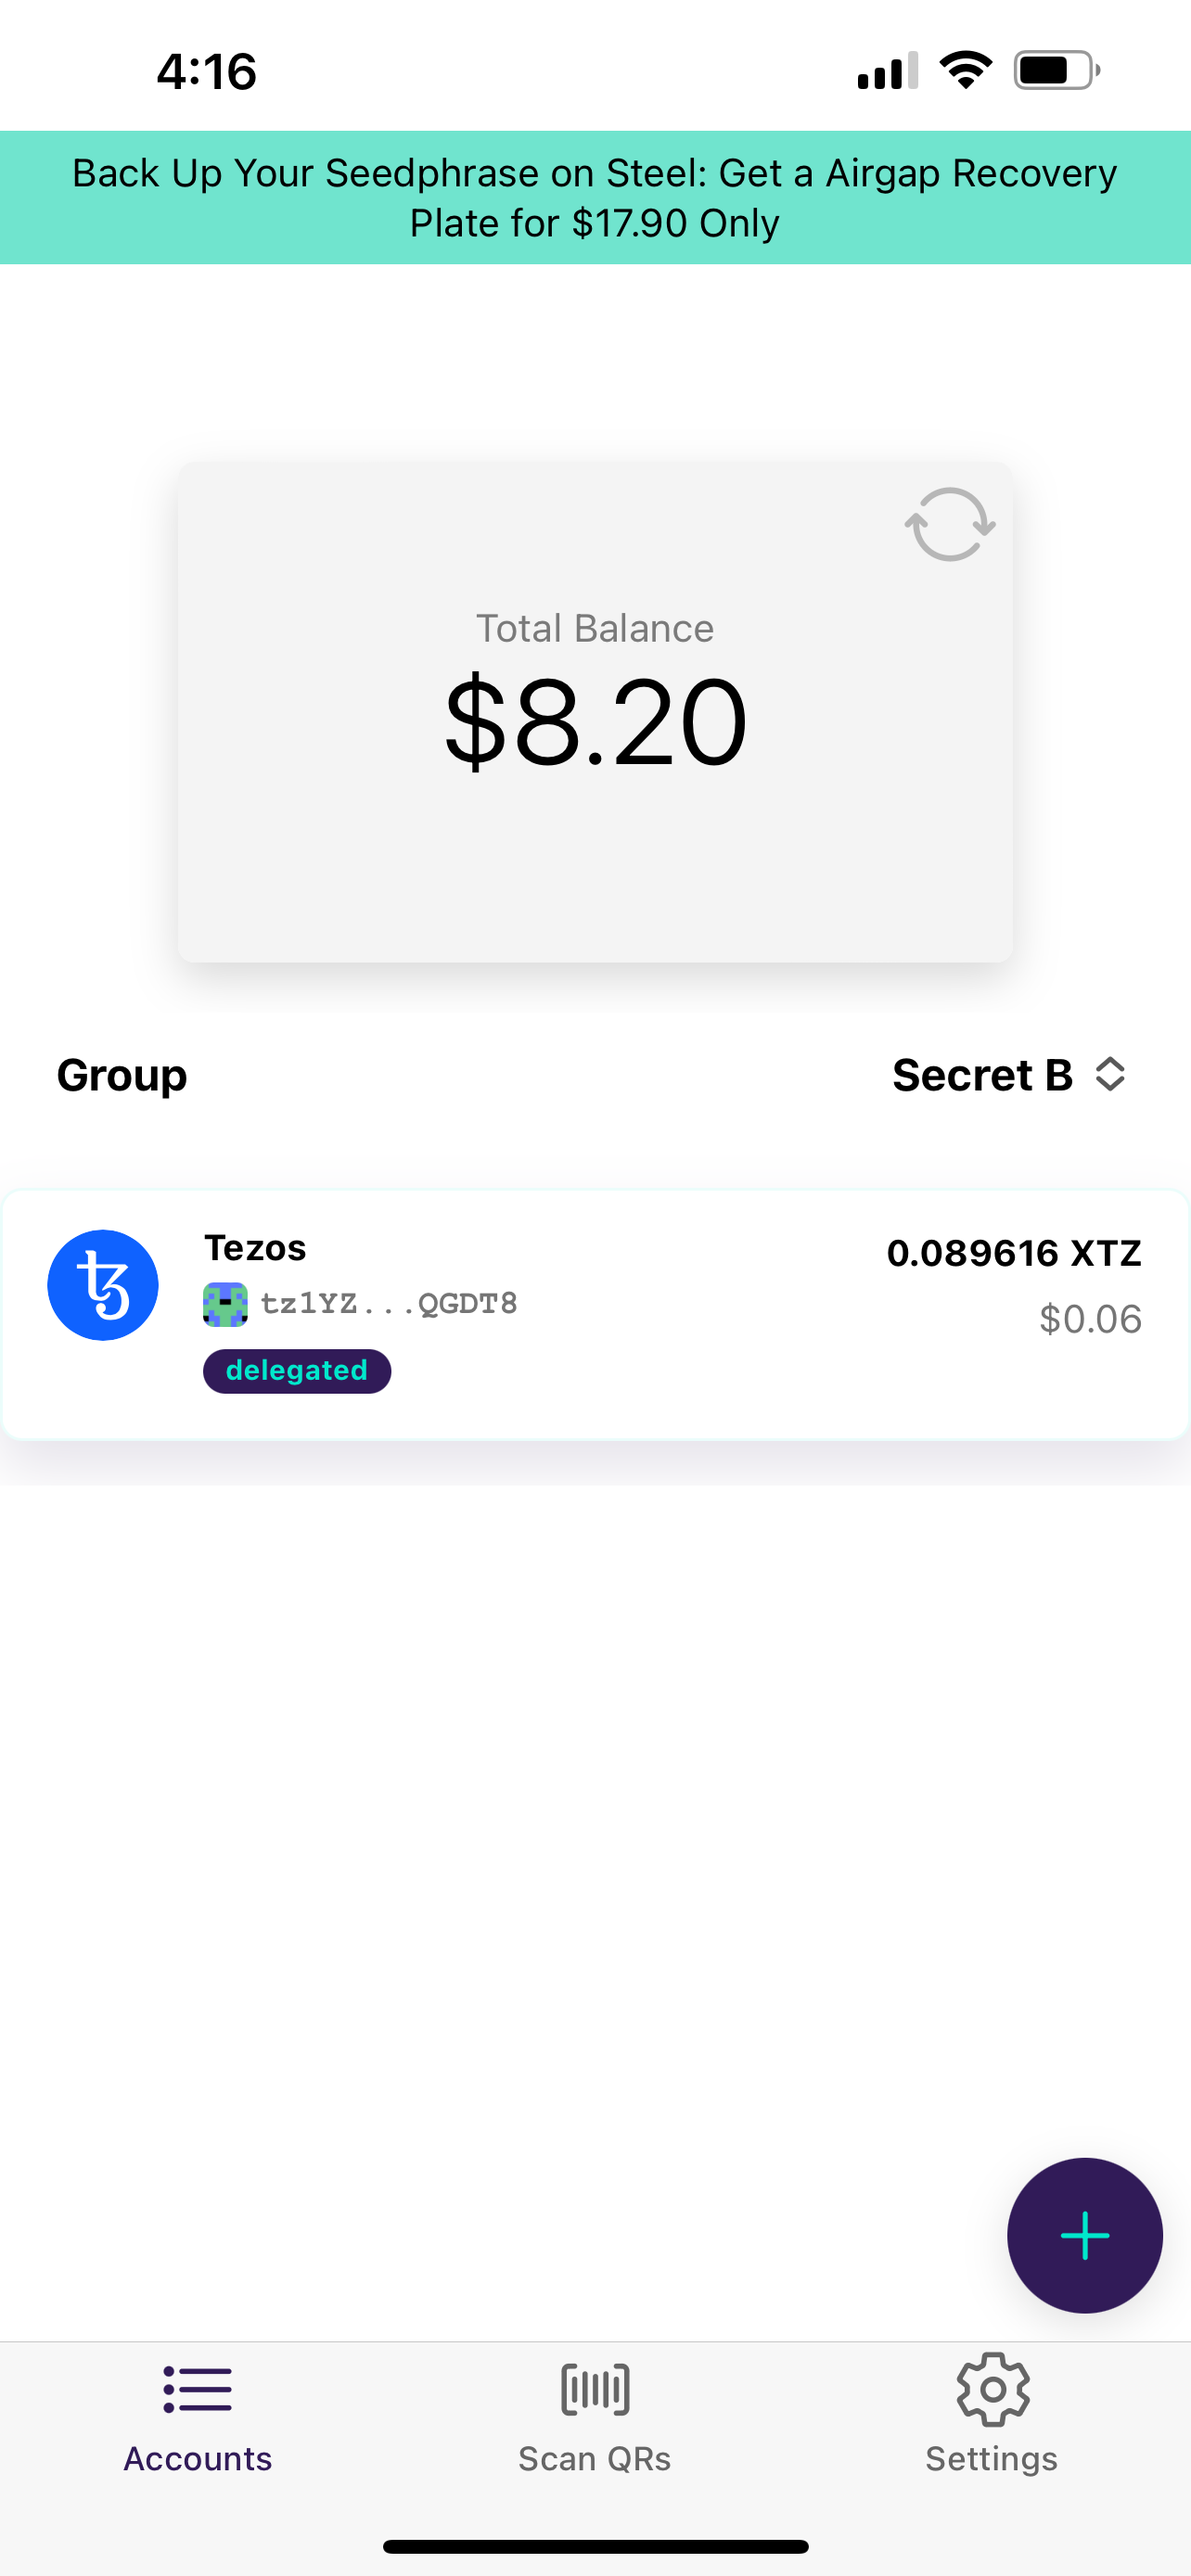 4:16
Back Up Your Seedphrase on Steel: Get a Airgap Recovery
Plate for $17.90 Only
Total Balance
$8.20
Group
Secret B
Tezos
0.089616 XTZ
tz1YZ...QGDT8
$0.06
delegated
Accounts
Scan QRs
Settings